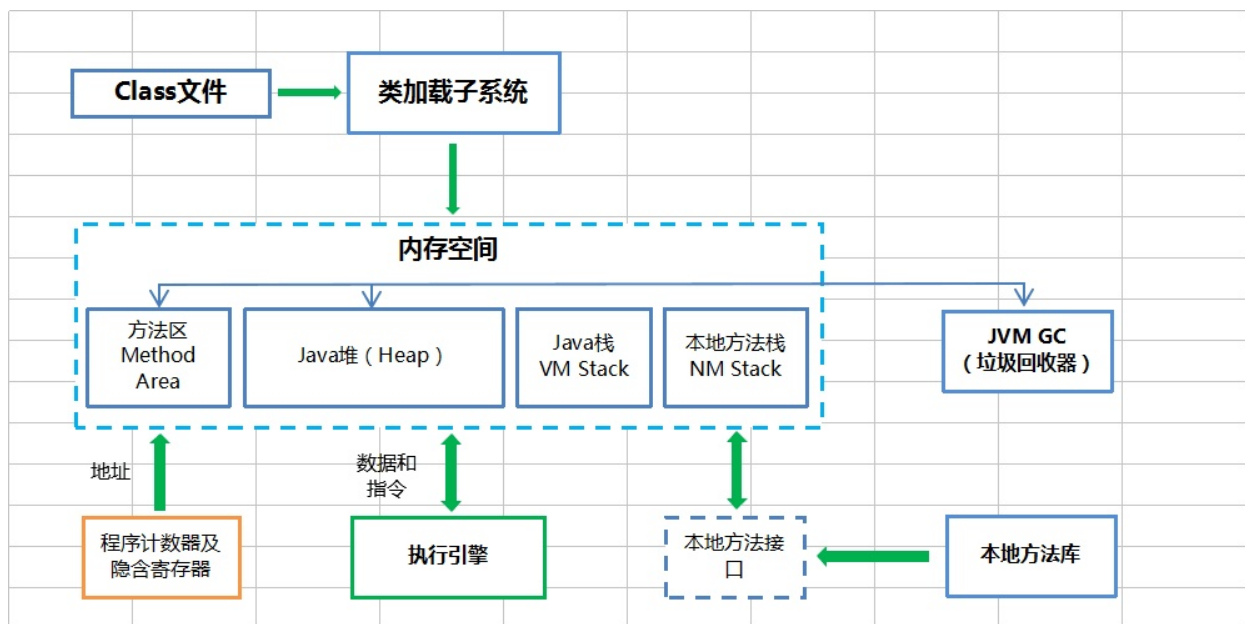 Class文件
类加载子系统
内存空间
方法区
Method
Area
Java堆（Heap）
Java栈
VM Stack
本地方法栈
NM Stack
JVM GC
（垃圾回收器）
地址
数据和
指令
程序计数器及
隐含寄存器
执行引擎
本地方法接
口
本地方法库